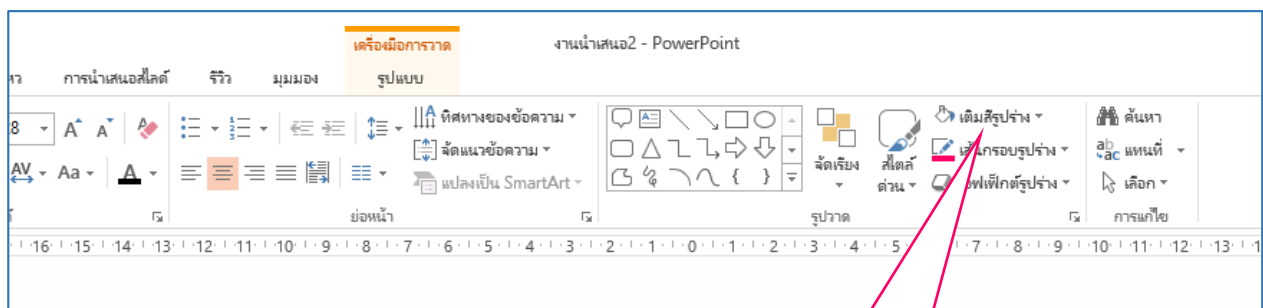 เครื่องมือการวาด
งานนำเสนอ2 - PowerPoint
การนำเสนอสไลด์ รีวิว มุมมอง รูปแบบ
8 A A ทิศทางของข้อความ เติมสีรูปร่าง ค้นหา
AV Aa A จัดแนวข้อความ จัดเรียง สไตล์ด่วน เส้นกรอบรูปร่าง แทนที่
แปลงเป็น SmartArt เอฟเฟ็กต์รูปร่าง เลือก
ย่อหน้า รูปวาด การแก้ไข
16 15 14 13 12 11 10 9 8 7 6 5 4 3 2 1 0 1 2 3 4 5 7 8 9 10 11 12 13